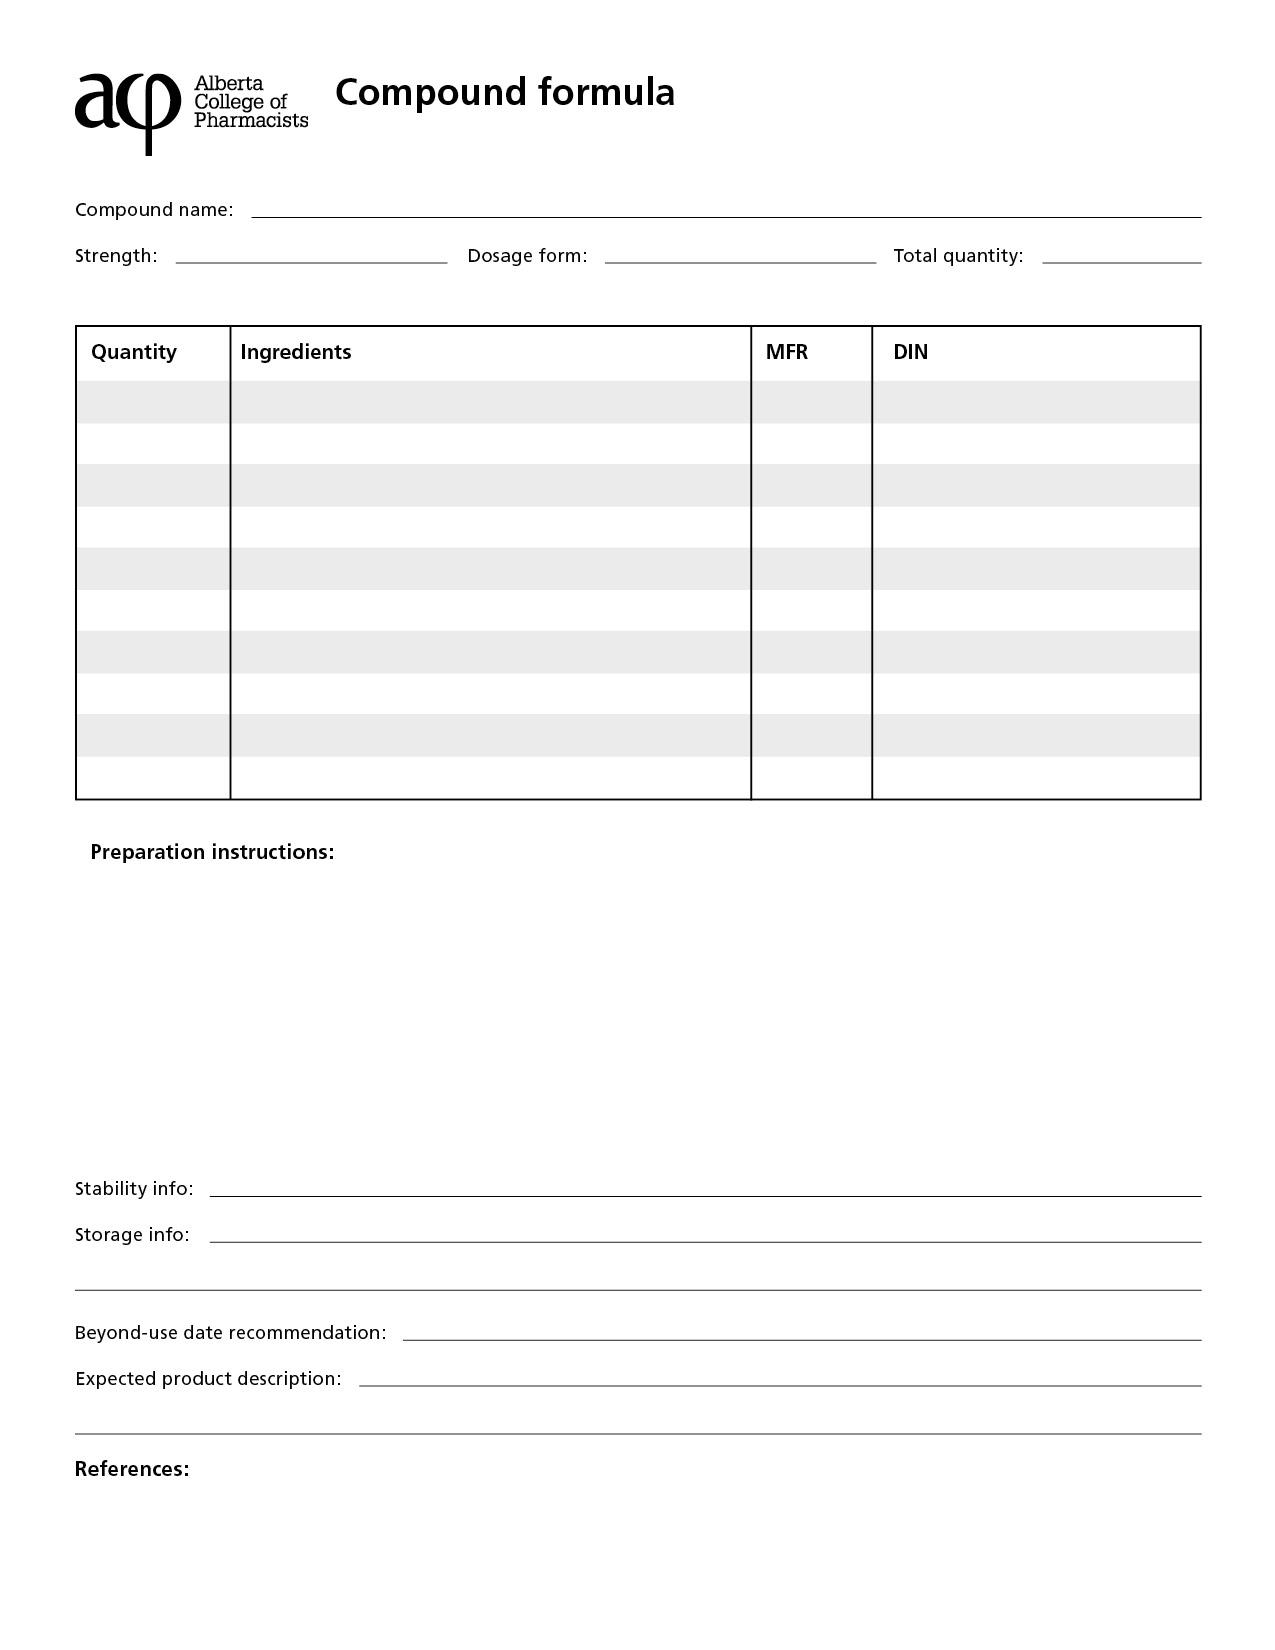 acp
Alberta
College of
Pharmacists
Compound formula
Compound name:
Strength: Dosage form: Total quantity:
Quantity Ingredients MFR DIN
Preparation instructions:
Stability info:
Storage info:
Beyond-use date recommendation:
Expected product description:
References: